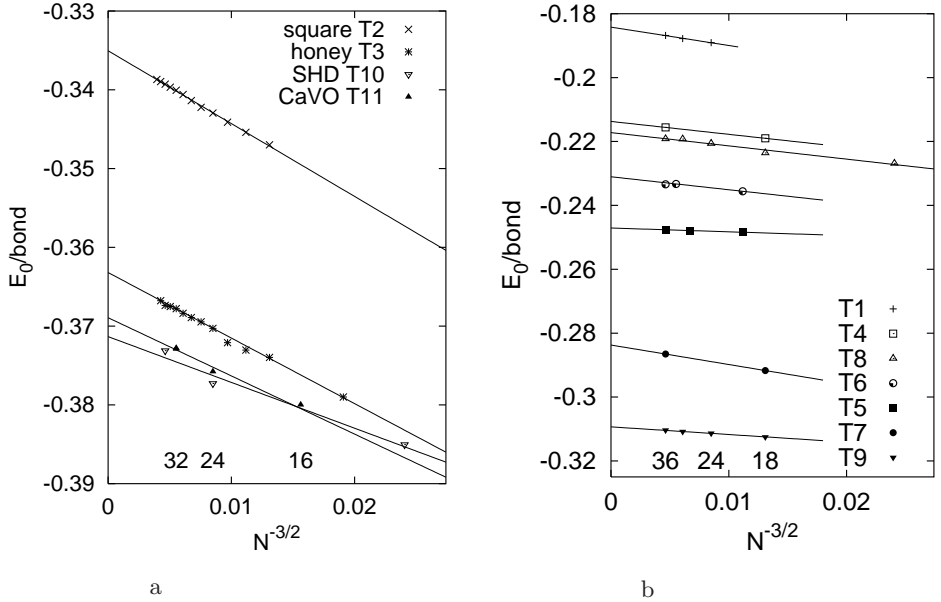 -0.33
-0.34
-0.35
-0.36
-0.37
-0.38
-0.39
E0/bond
square T2
honey T3
SHD T10
CaVO T11
32 24 16
0 0.01 0.02
N-3/2
a
-0.18
-0.2
-0.22
-0.24
-0.26
-0.28
-0.3
-0.32
E0/bond
T1
T4
T8
T6
T5
T7
T9
36 24 18
0 0.01 0.02
N-3/2
b